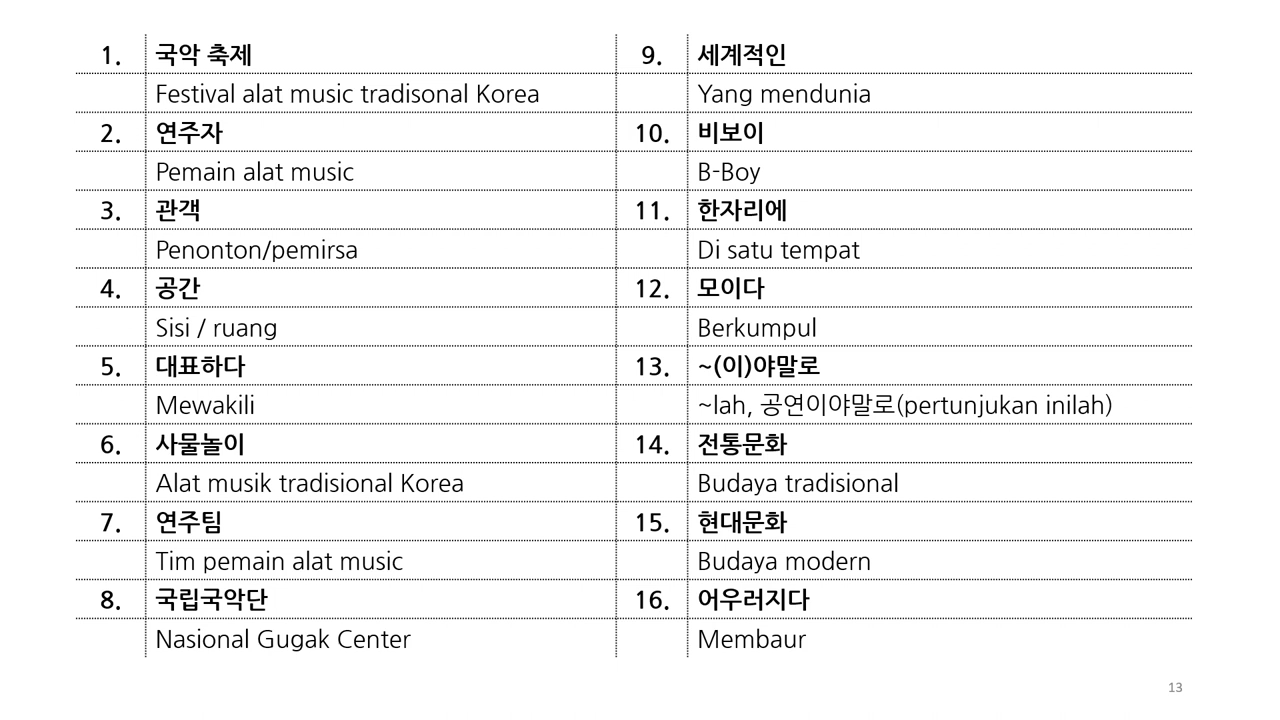 1. 국악 축제
Festival alat music tradisonal Korea
2. 연주자
Pemain alat music
3. 관객
Penonton/pemirsa
4. 공간
Sisi / ruang
5. 대표하다
Mewakili
6. 사물놀이
Alat musik tradisional Korea
7. 연주팀
Tim pemain alat music
8. 국립국악단
Nasional Gugak Center
9. 세계적인
Yang mendunia
10. 비보이
B-Boy
11. 한자리에
Di satu tempat
12. 모이다
Berkumpul
13. ~(이)야말로
~lah, 공연이야말로(pertunjukan inilah)
14. 전통문화
Budaya tradisional
15. 현대문화
Budaya modern
16. 어우러지다
Membaur
13